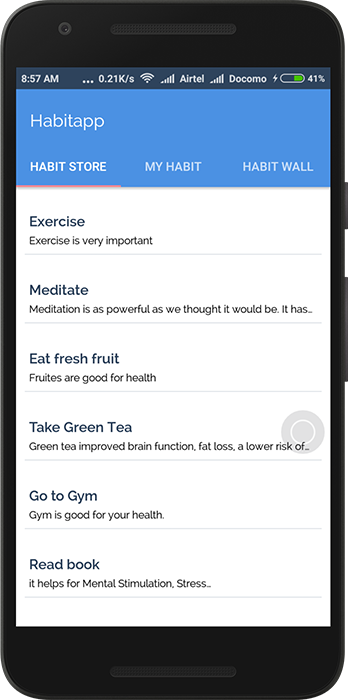 8:57 AM ... 0.21K/s Airtel Docomo 41%
Habitapp
HABIT STORE MY HABIT HABIT WALL
Exercise
Exercise is very important
Meditate
Meditation is as powerful as we thought it would be. It has...
Eat fresh fruit
Fruites are good for health
Take Green Tea
Green tea improved brain function, fat loss, a lower risk of...
Go to Gym
Gym is good for your health.
Read book
it helps for Mental Stimulation, Stress...